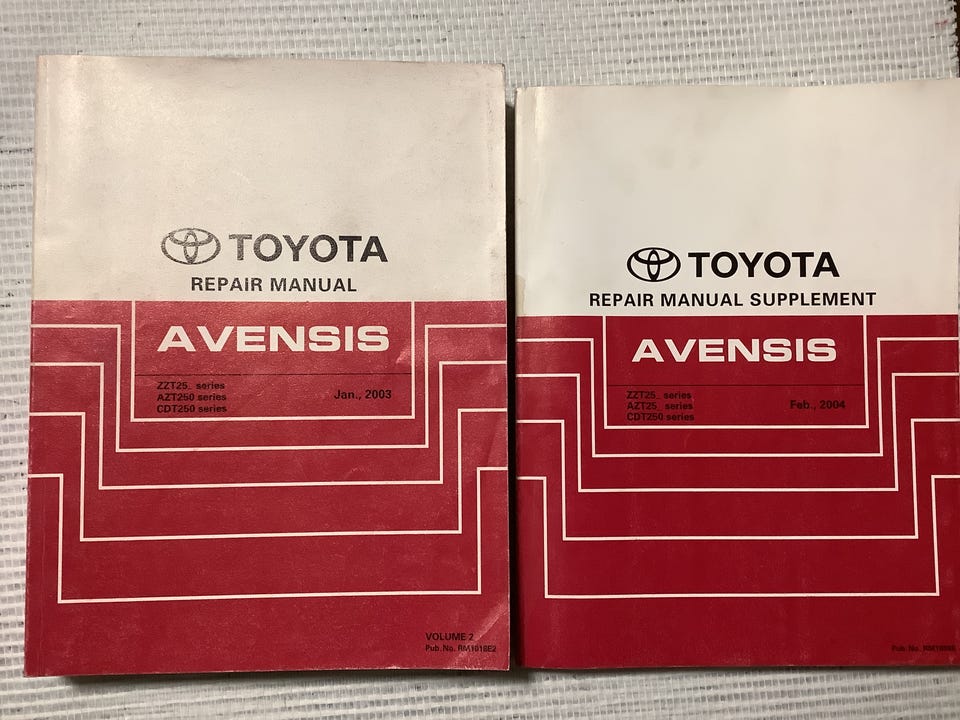 TOYOTA
REPAIR MANUAL
AVENSIS
ZZT25_ series
AZT250 series
CDT250 series
Jan., 2003
VOLUME 2
Pub. No. RM1018E2
TOYOTA
REPAIR MANUAL SUPPLEMENT
AVENSIS
ZZT25_ series
AZT25_ series
CDT250 series
Feb., 2004
Pub. No.